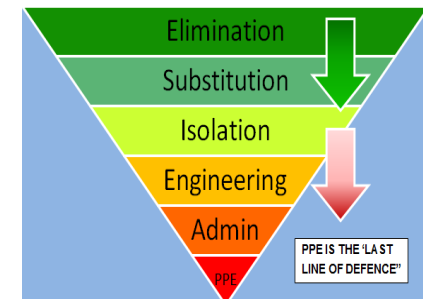 Elimination
Substitution
Isolation
Engineering
Admin
PPE
PPE IS THE 'LAST
LINE OF DEFENCE"